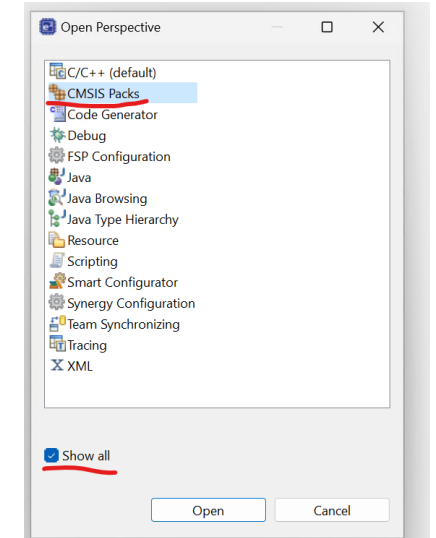 Open Perspective
C/C++ (default)
CMSIS Packs
Code Generator
Debug
FSP Configuration
Java
Java Browsing
Java Type Hierarchy
Resource
Scripting
Smart Configurator
Synergy Configuration
Team Synchronizing
Tracing
XML
Show all
Open
Cancel